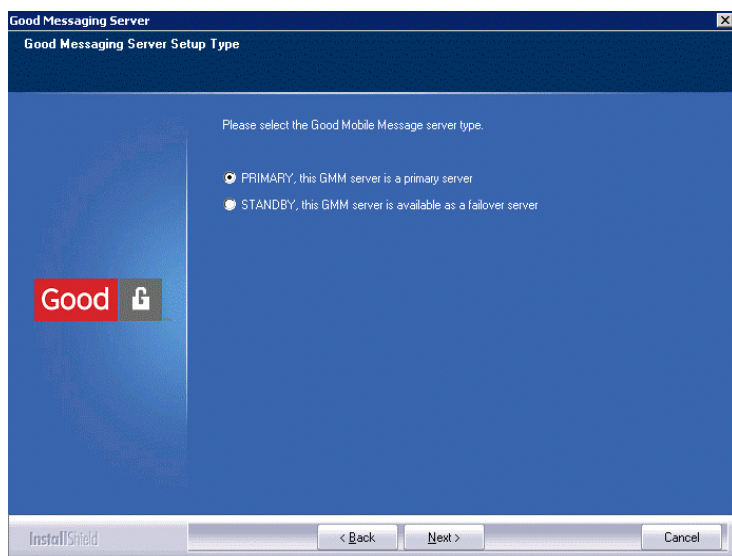 Good Messaging Server
Good Messaging Server Setup Type
Please select the Good Mobile Message server type.
PRIMARY, this GMM server is a primary server
STANDBY, this GMM server is available as a failover server
Good
InstallShield
< Back
Next >
Cancel